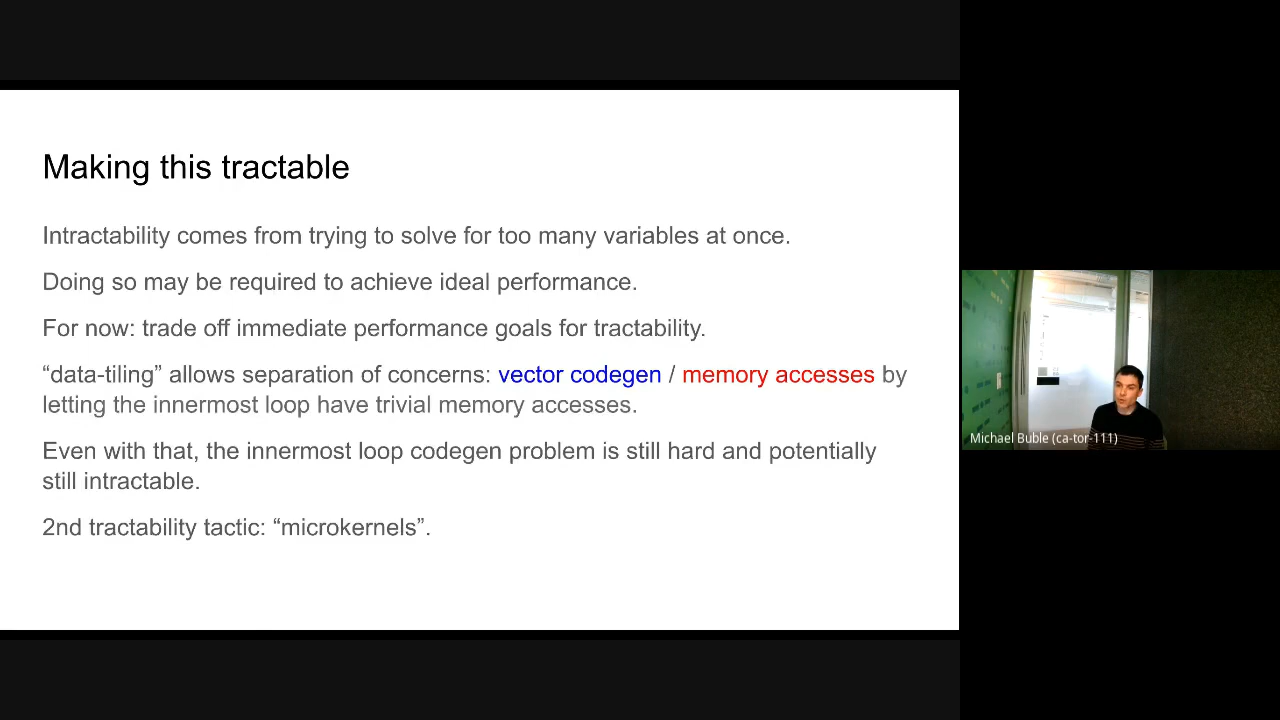 Making this tractable
Intractability comes from trying to solve for too many variables at once.
Doing so may be required to achieve ideal performance.
For now: trade off immediate performance goals for tractability.
“data-tiling” allows separation of concerns: vector codegen / memory accesses by
letting the innermost loop have trivial memory accesses.
Even with that, the innermost loop codegen problem is still hard and potentially
still intractable.
2nd tractability tactic: “microkernels”.
Michael Buble (ca-tor-111)